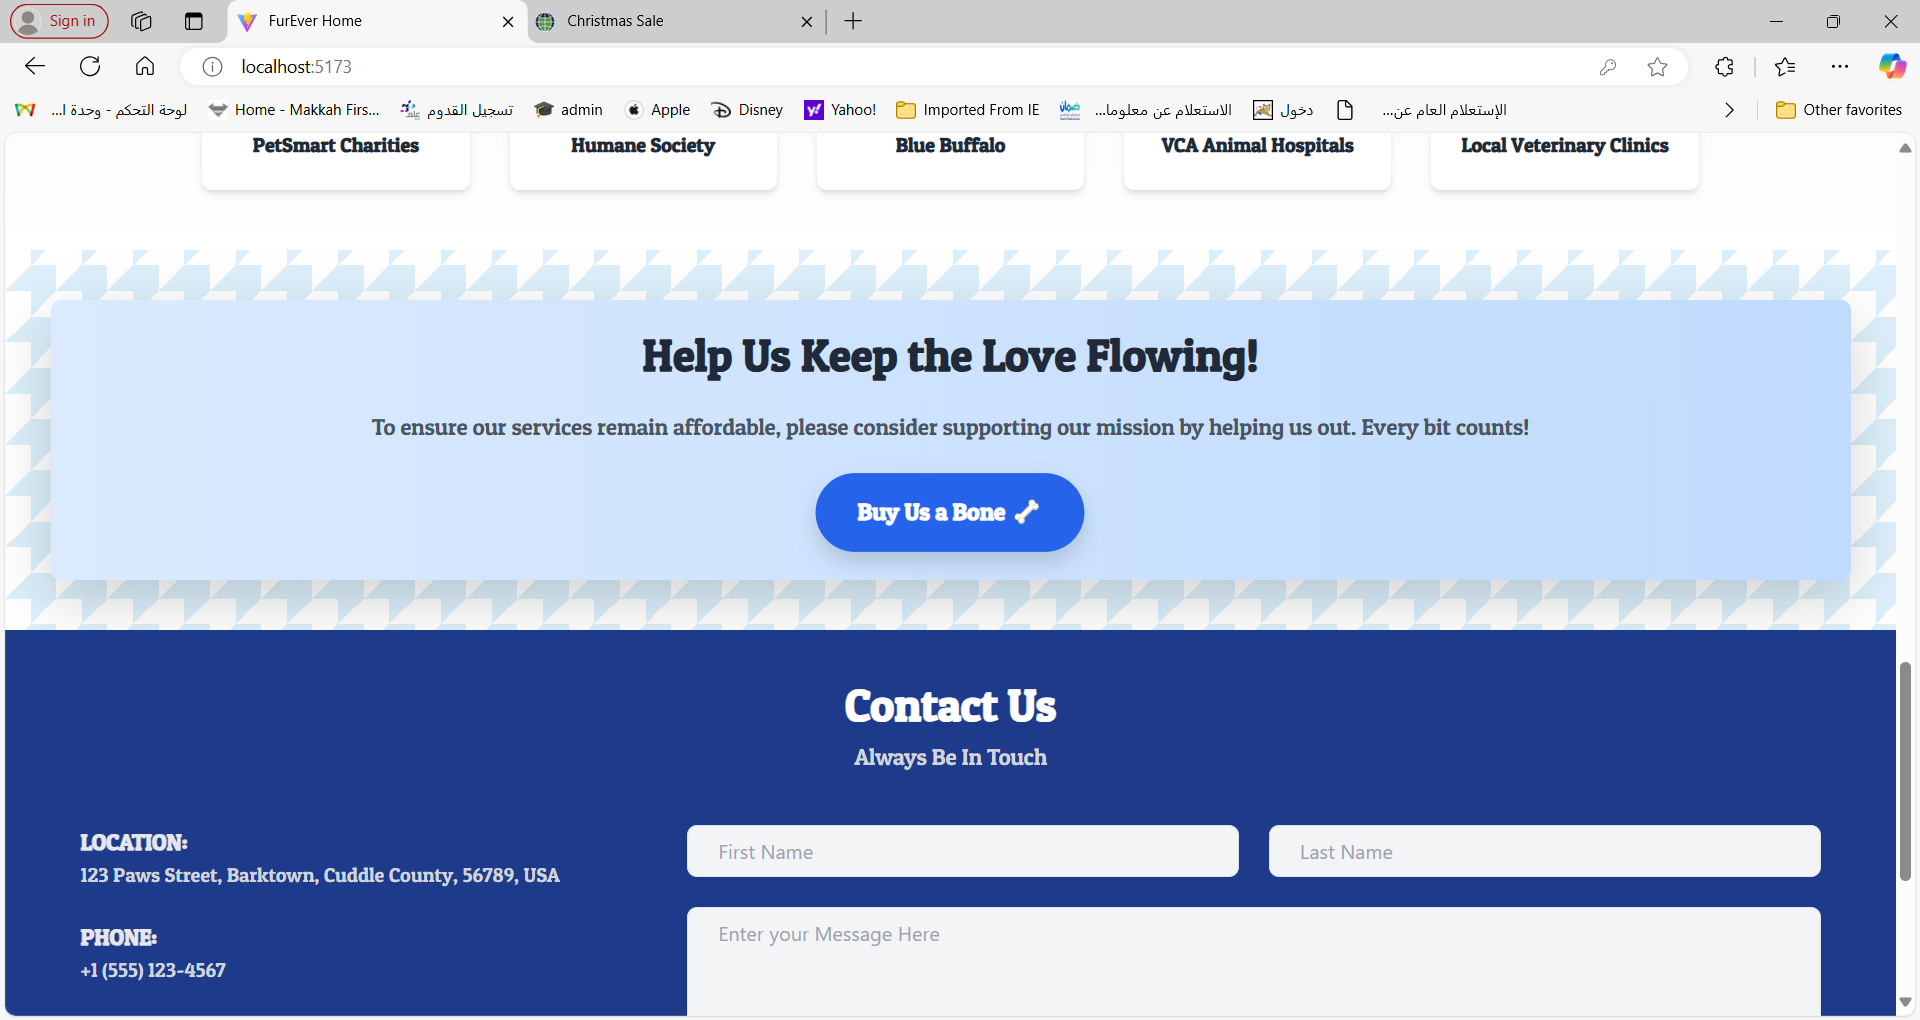 Sign in
FurEver Home
Christmas Sale
localhost:5173
لوحة التحكم - وحدة ا...
Home - Makkah Firs...
تسجيل القدوم
admin
Apple
Disney
Yahoo!
Imported From IE
الاستعلام عن معلوما...
دخول
الإستعلام العام عن...
Other favorites
PetSmart Charities
Humane Society
Blue Buffalo
VCA Animal Hospitals
Local Veterinary Clinics
Help Us Keep the Love Flowing!
To ensure our services remain affordable, please consider supporting our mission by helping us out. Every bit counts!
Buy Us a Bone 🦴
Contact Us
Always Be In Touch
LOCATION:
123 Paws Street, Barktown, Cuddle County, 56789, USA
PHONE:
+1 (555) 123-4567
First Name
Last Name
Enter your Message Here